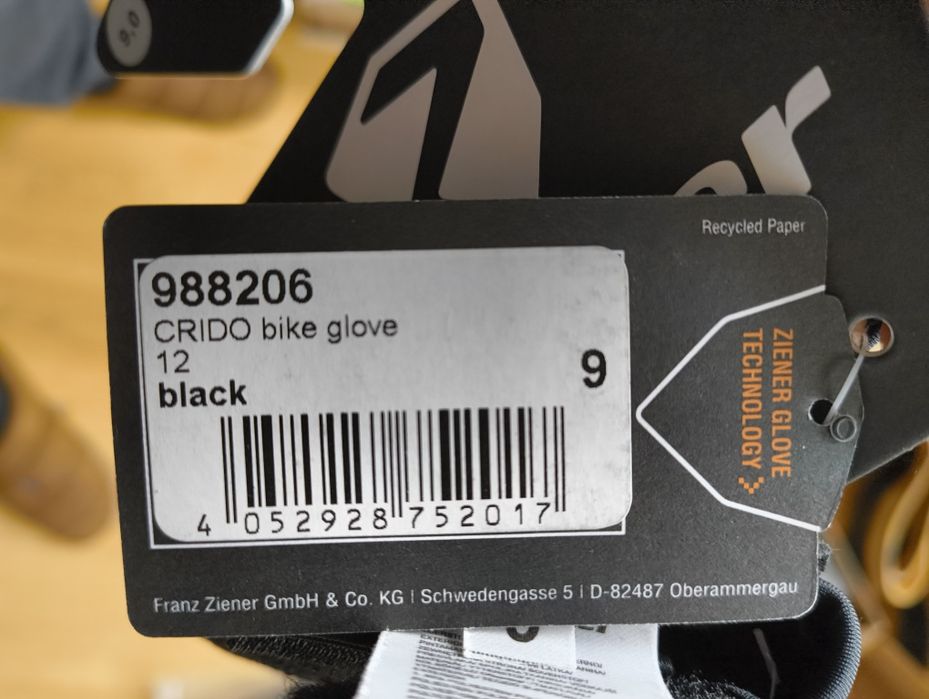 9,0
Recycled Paper
988206
CRIDO bike glove
12
black
9
4 052928 752017
ZIENER GLOVE
TECHNOLOGY
Franz Ziener GmbH & Co. KG | Schwedengasse 5 | D-82487 Oberammergau